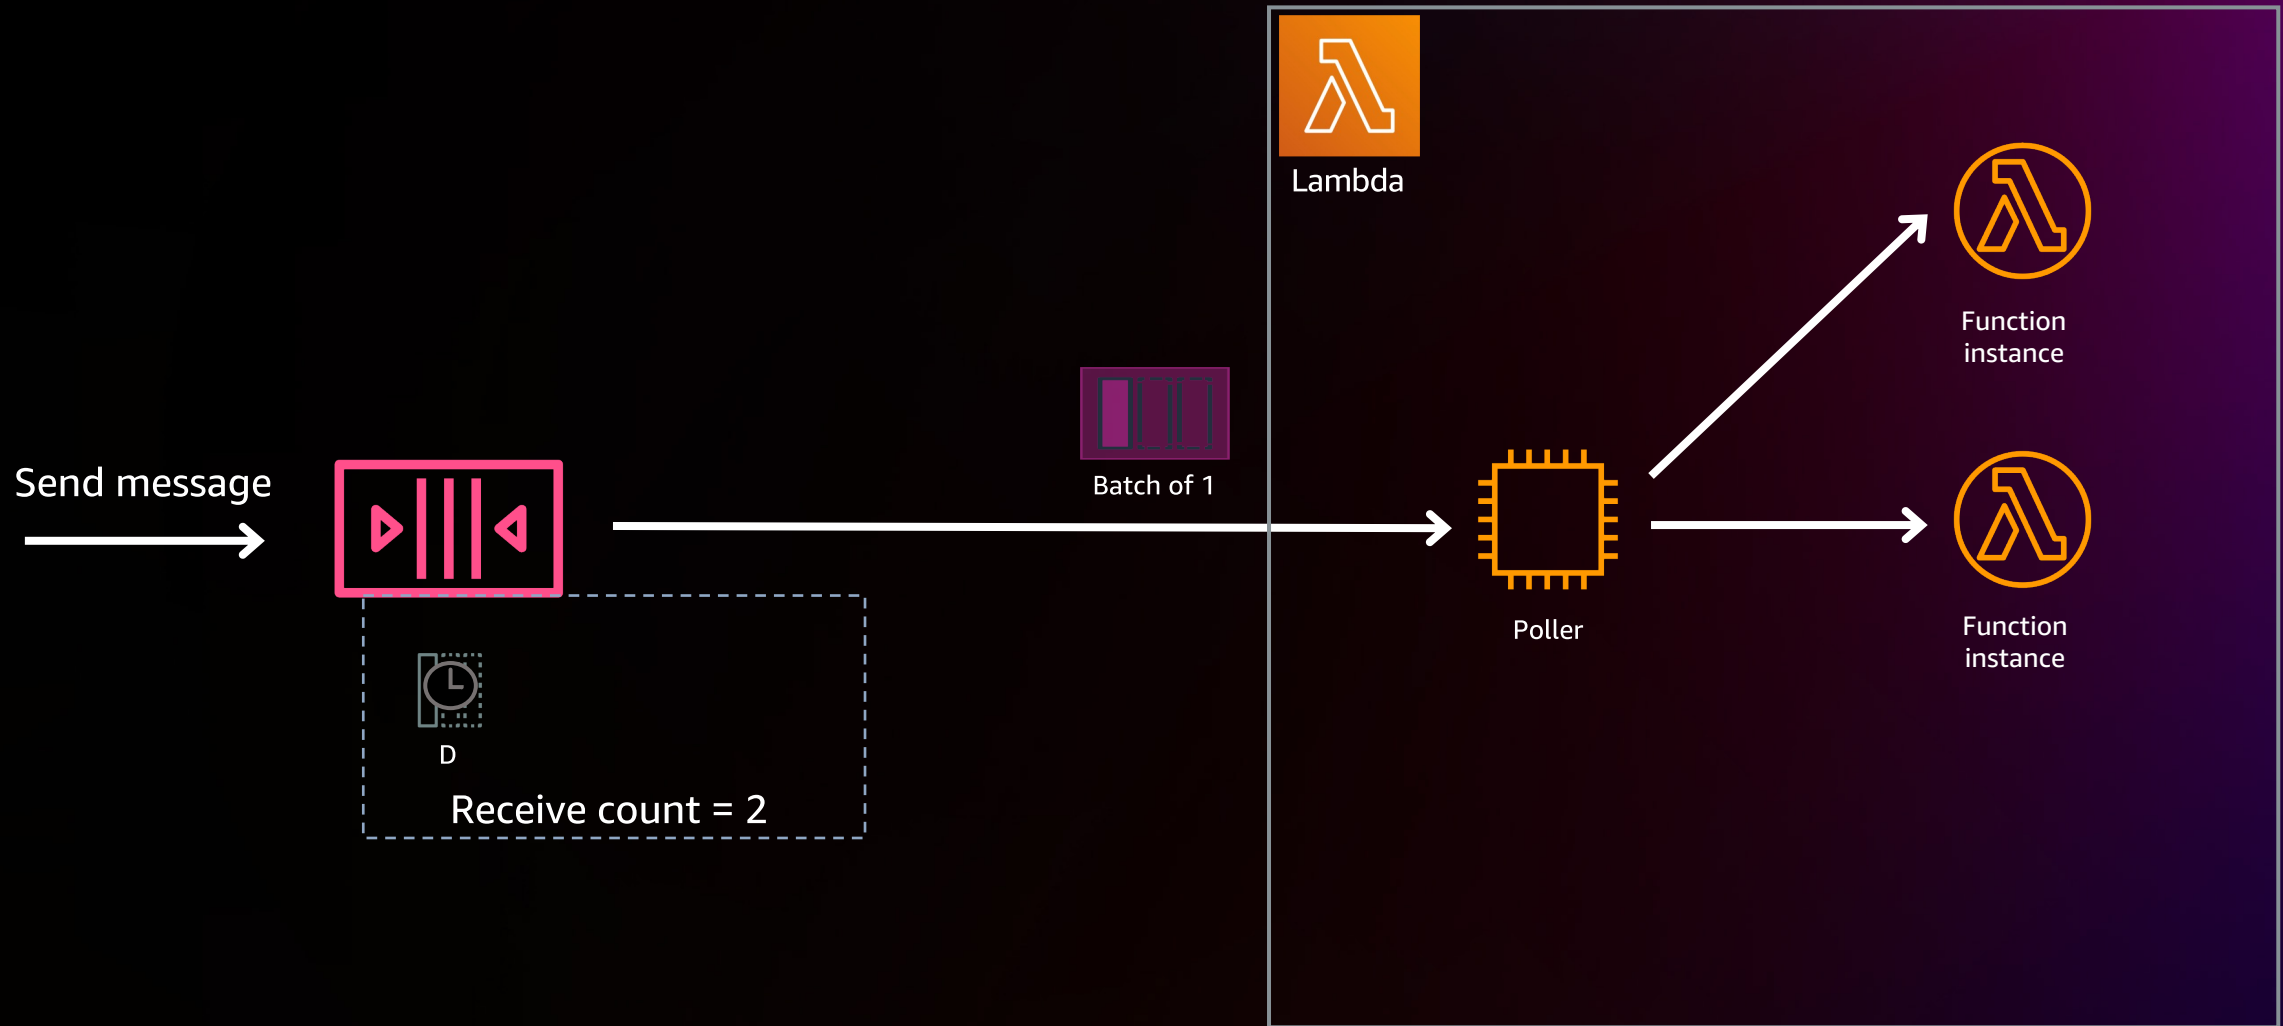 Lambda
Function
instance
Send message
Batch of 1
Poller
Function
instance
D
Receive count = 2